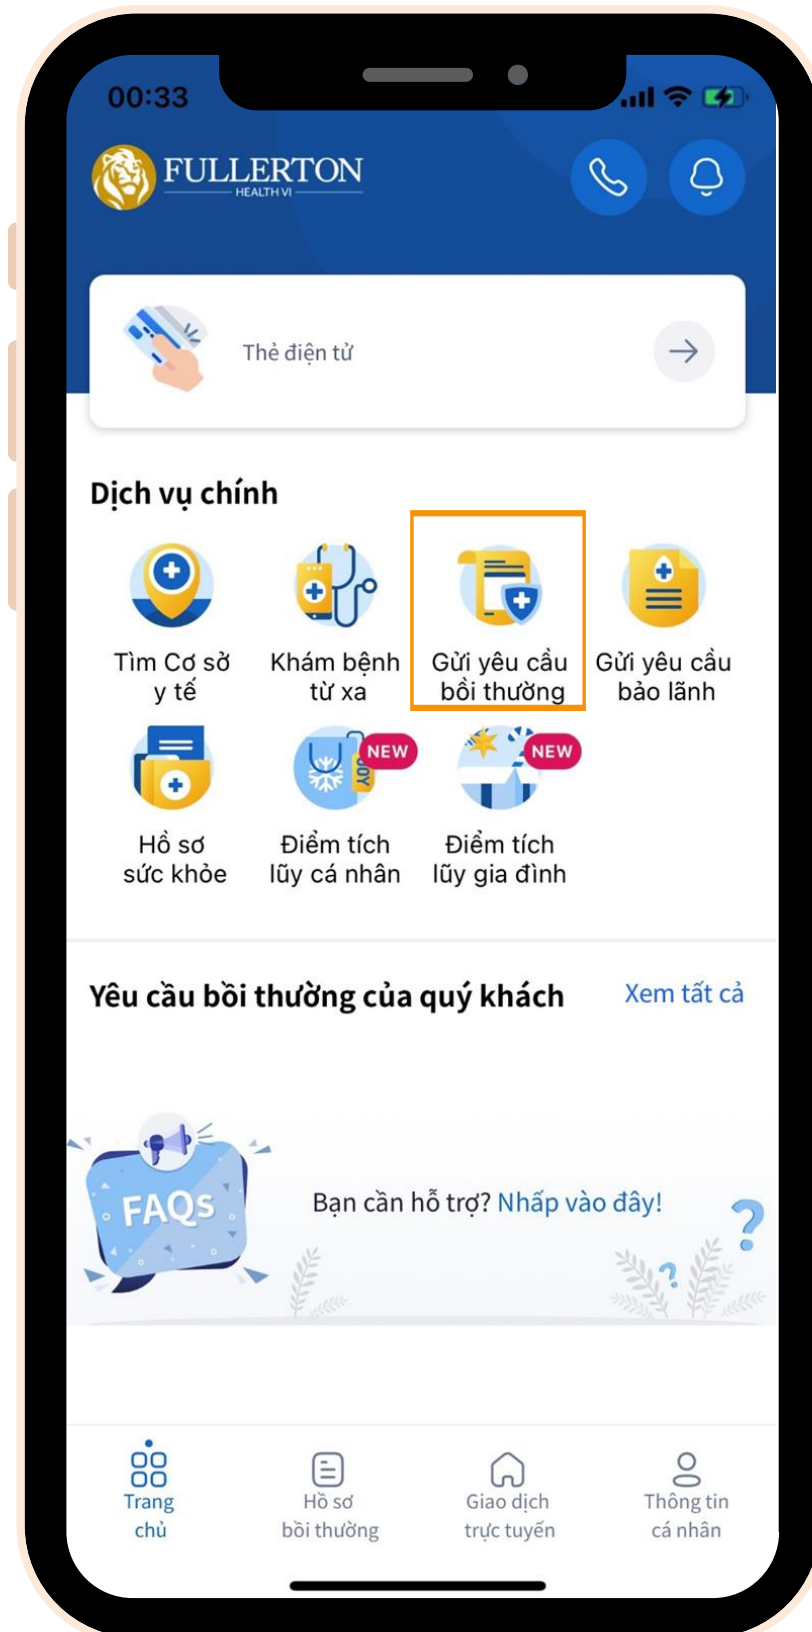 00:33
FULLERTON
HEALTH VI
Thẻ điện tử
Dịch vụ chính
Tìm Cơ sở
y tế
Khám bệnh
từ xa
Gửi yêu cầu
bồi thường
Gửi yêu cầu
bảo lãnh
Hồ sơ
sức khỏe
NEW
Điểm tích
lũy cá nhân
NEW
Điểm tích
lũy gia đình
Yêu cầu bồi thường của quý khách
Xem tất cả
FAQs
Bạn cần hỗ trợ? Nhấp vào đây!
?
?
Trang
chủ
Hồ sơ
bồi thường
Giao dịch
trực tuyến
Thông tin
cá nhân